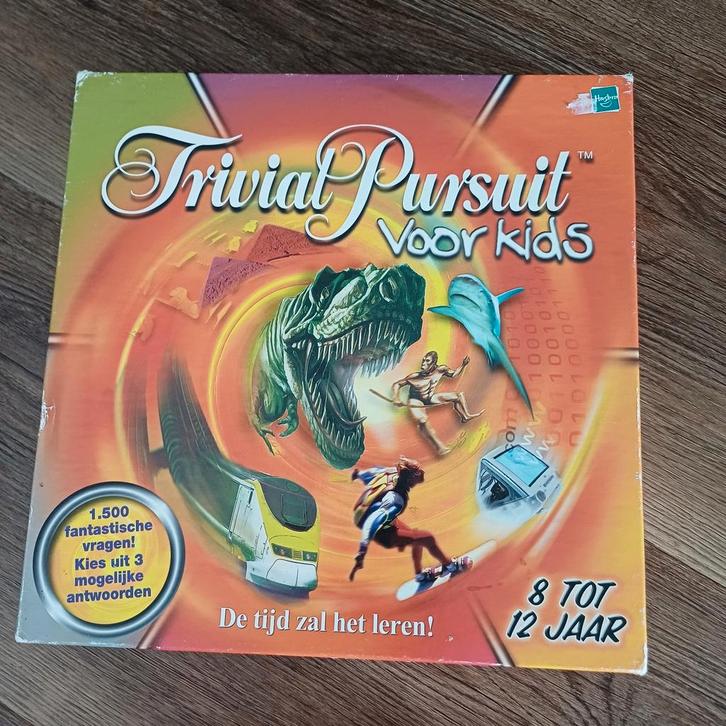 Hasbro
Trivial Pursuit™
voor kids
1.500
fantastische
vragen!
Kies uit 3
mogelijke
antwoorden
De tijd zal het leren!
8 TOT
12 JAAR